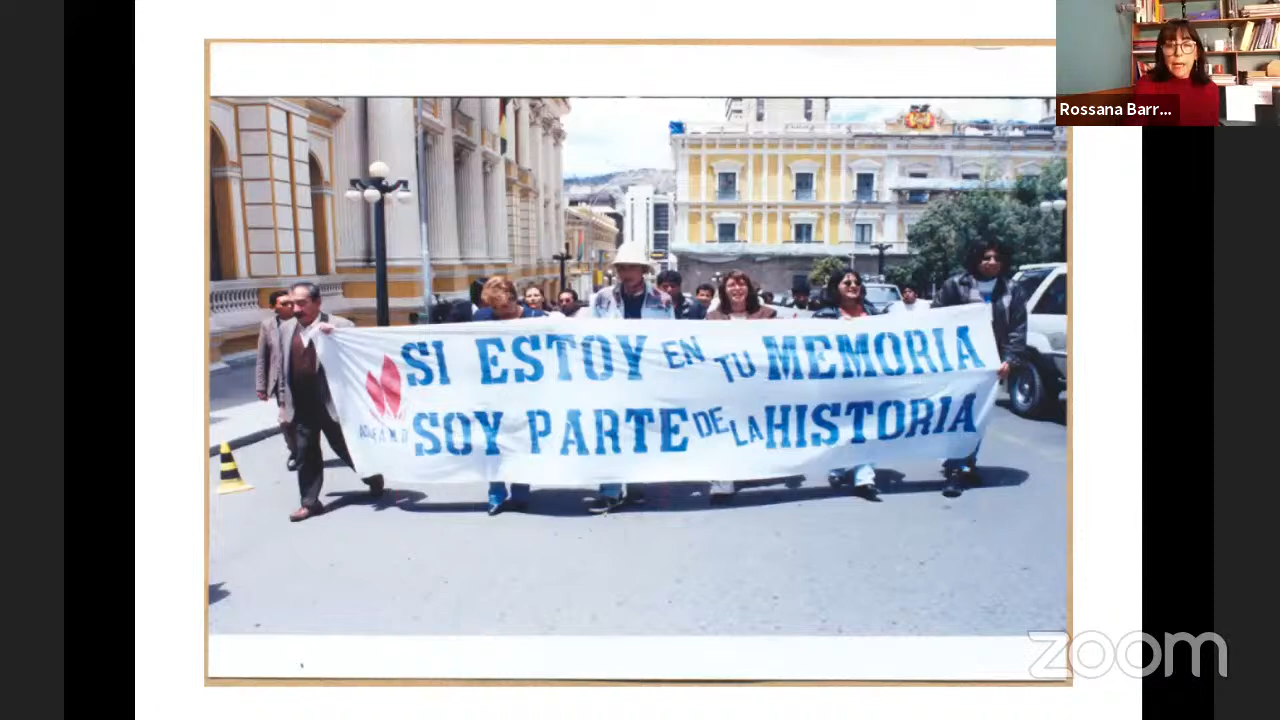 Rossana Barr...
SI ESTOY EN TU MEMORIA
SOY PARTE DE LA HISTORIA
zoom